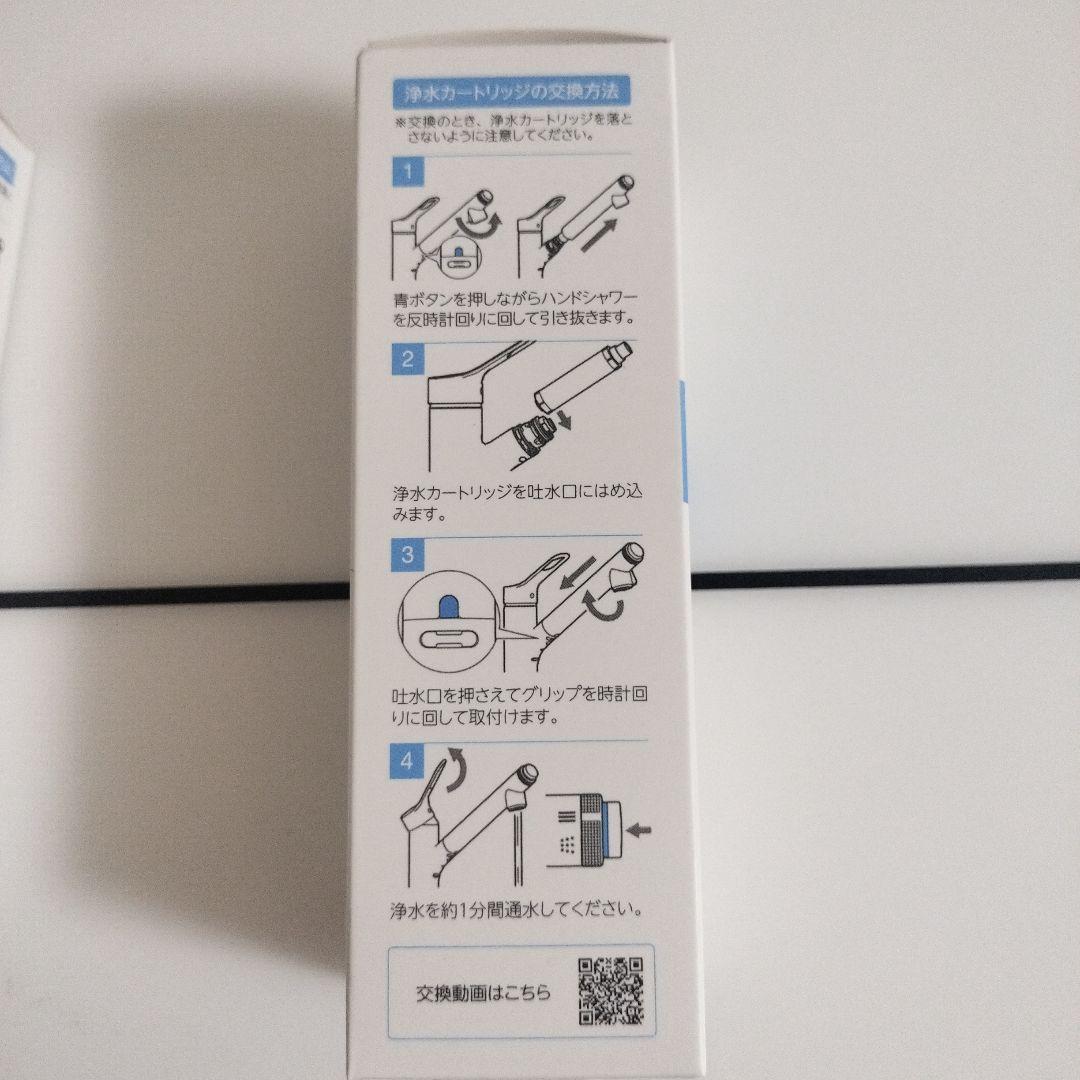 浄水カートリッジの交換方法
※交換のとき、浄水カートリッジを落と
さないように注意してください。
1
青ボタンを押しながらハンドシャワー
を反時計回りに回して引き抜きます。
2
浄水カートリッジを吐水口にはめ込
みます。
3
吐水口を押さえてグリップを時計回
りに回して取付けます。
4
浄水を約1分間通水してください。
交換動画はこちら